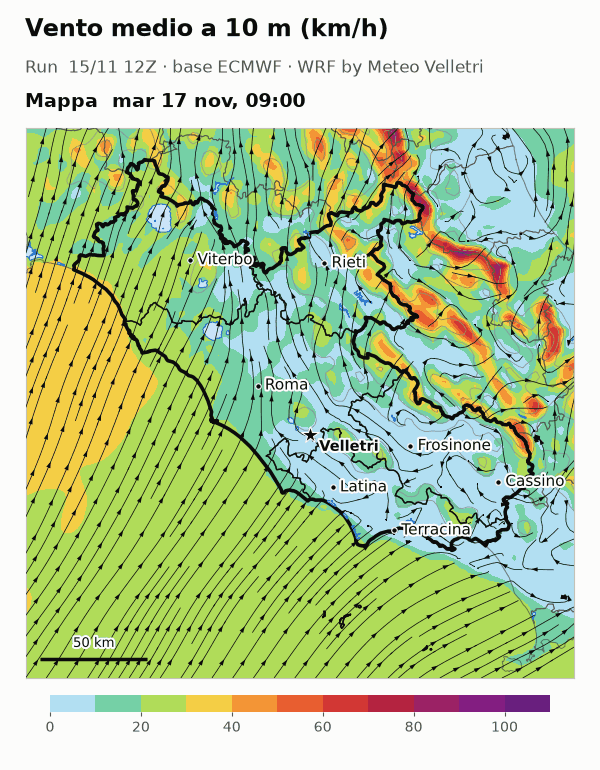 Vento medio a 10 m (km/h)
Run 15/11 12Z · base ECMWF · WRF by Meteo Velletri
Mappa mar 17 nov, 09:00
Viterbo
Rieti
Roma
Velletri
Frosinone
Cassino
Latina
Terracina
50 km
0 20 40 60 80 100